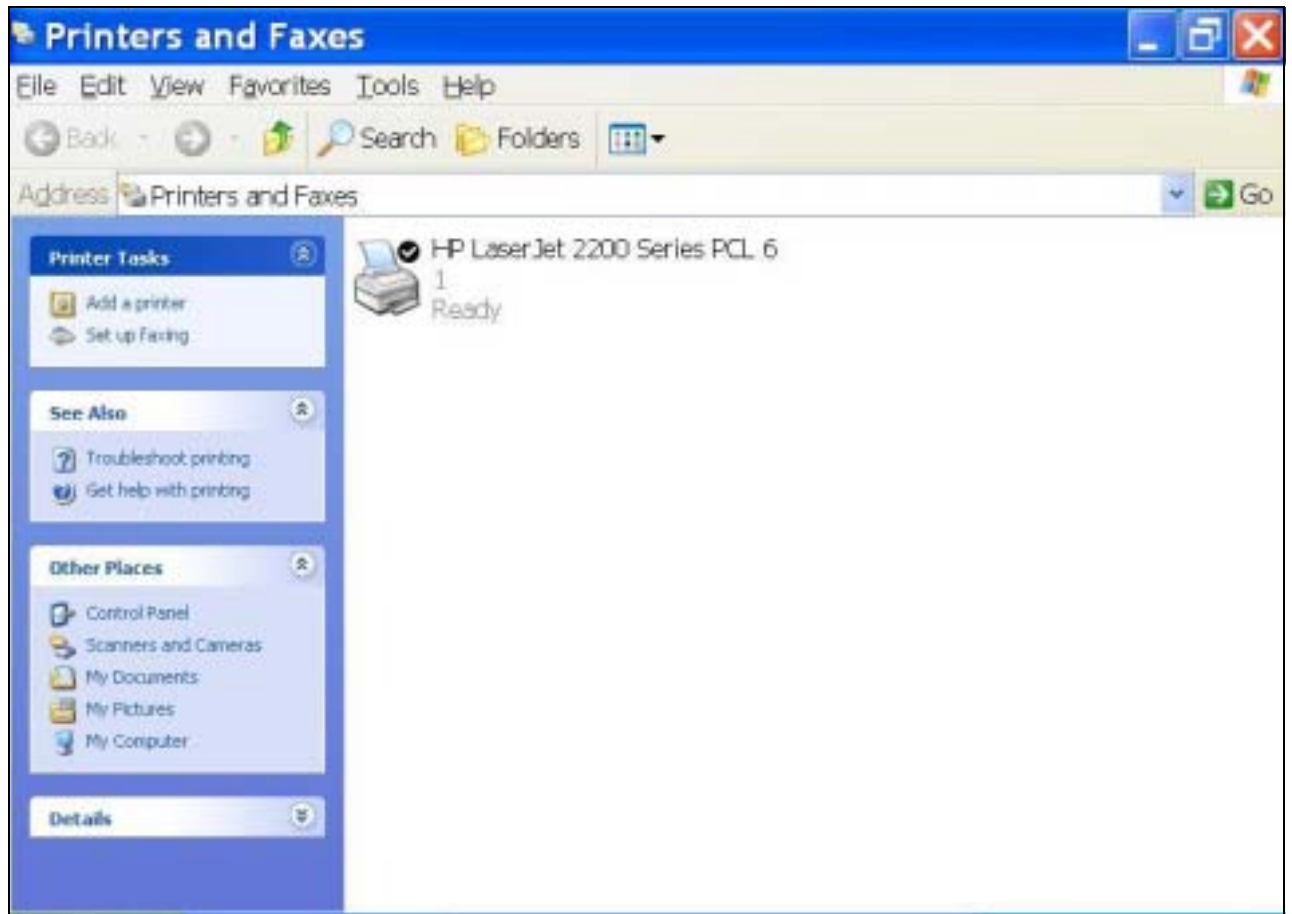 Printers and Faxes
File Edit View Favorites Tools Help
Back Search Folders
Address Printers and Faxes Go
Printer Tasks
Add a printer
Set up Faxing
See Also
Troubleshoot printing
Get help with printing
Other Places
Control Panel
Scanners and Cameras
My Documents
My Pictures
My Computer
Details
HP LaserJet 2200 Series PCL 6
1
Ready